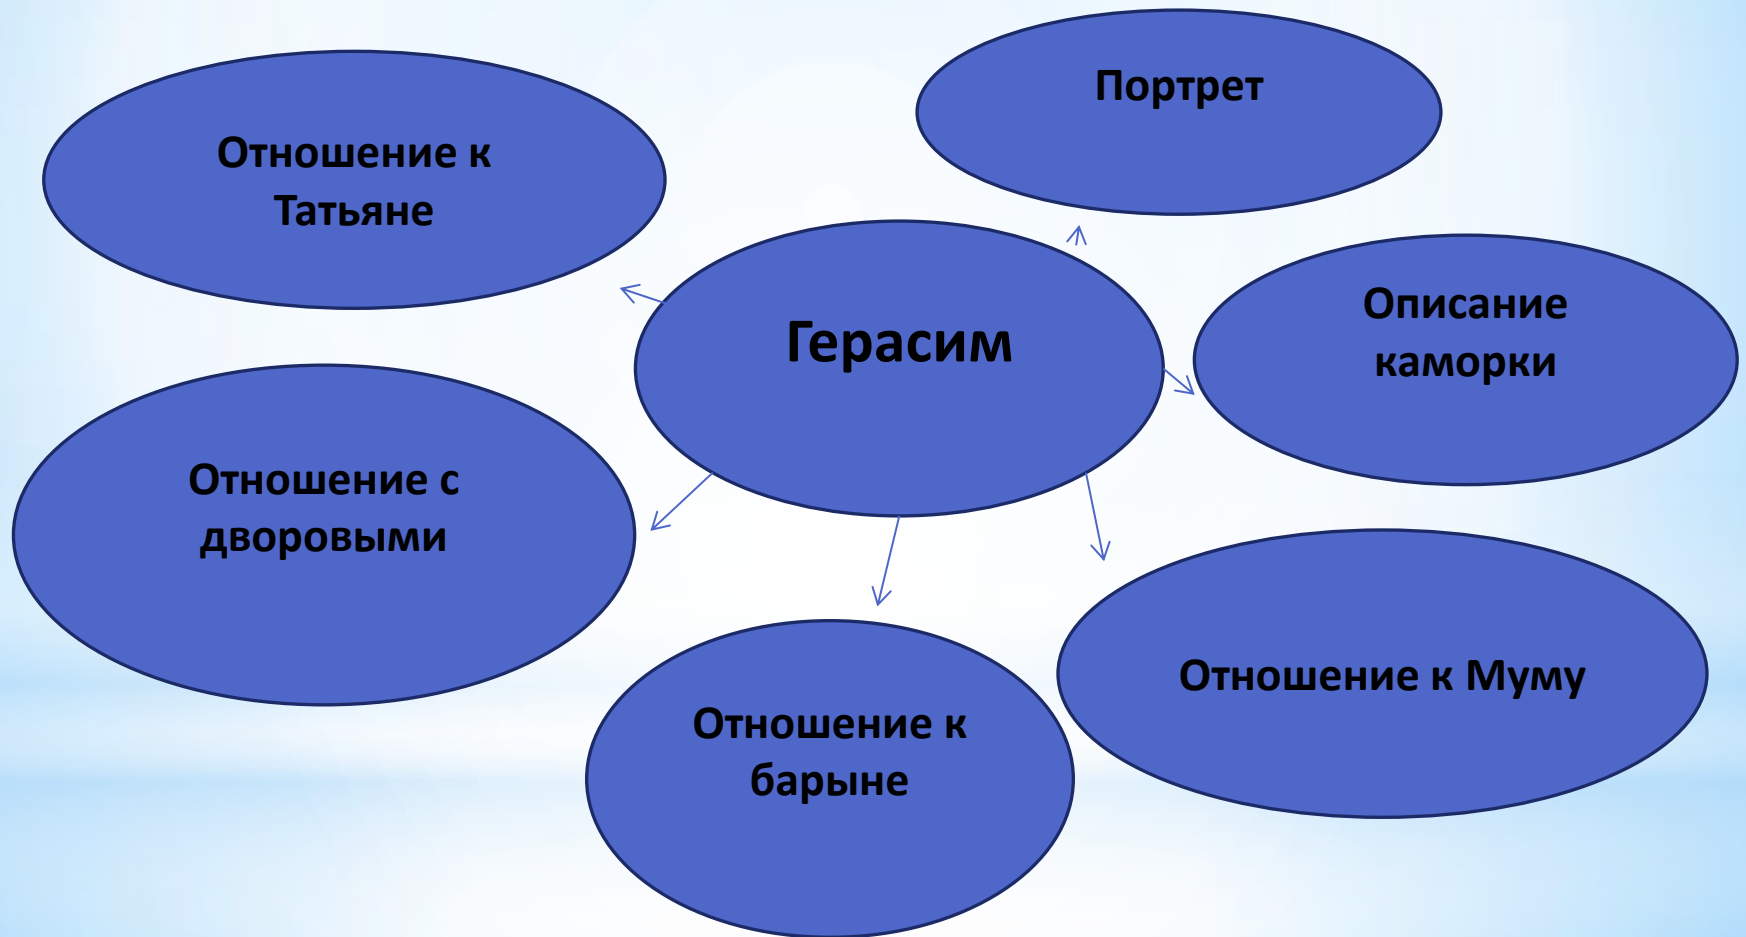 Портрет
Отношение к
Татьяне
Герасим
Описание
каморки
Отношение с
дворовыми
Отношение к Муму
Отношение к
барыне